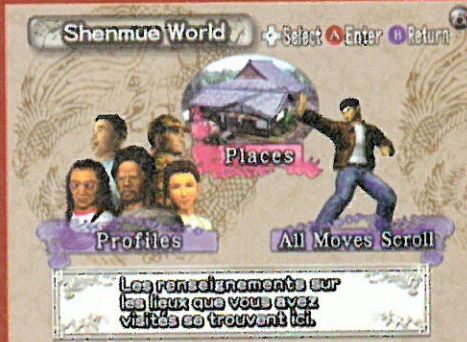 Shenmue World Select A Enter B Return
Places
Profiles All Moves Scroll
Les renseignements sur
les lieux que vous avez
visités se trouvent ici.